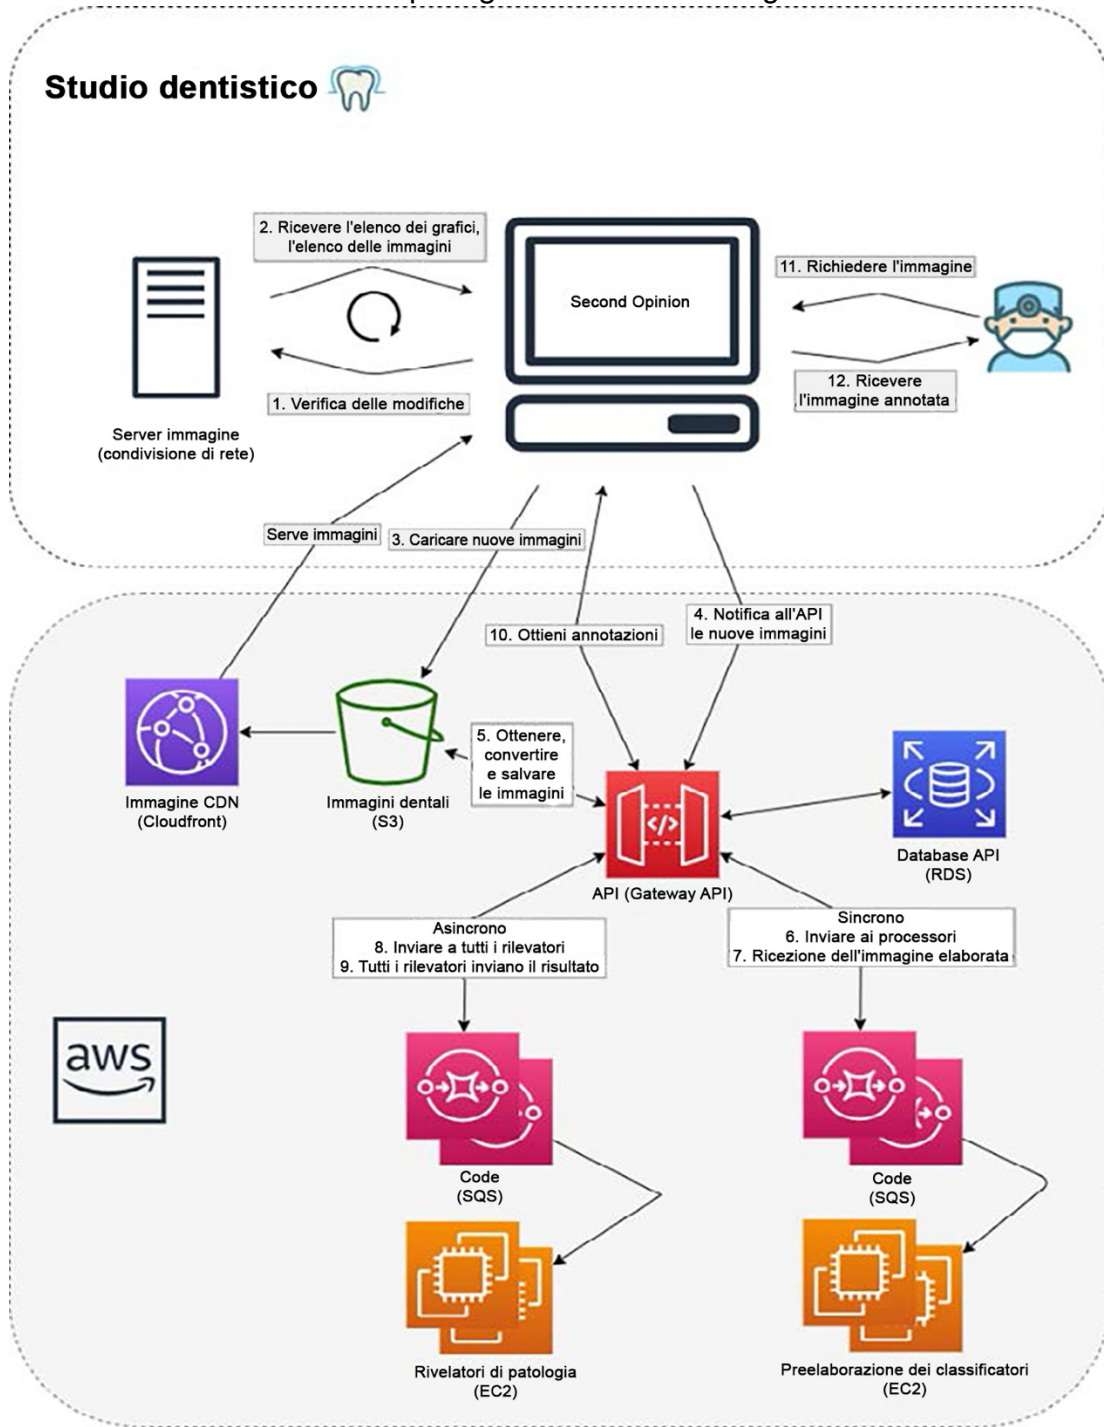 Studio dentistico
2. Ricevere l'elenco dei grafici,
l'elenco delle immagini
Second Opinion
11. Richiedere l'immagine
1. Verifica delle modifiche
12. Ricevere
l'immagine annotata
Server immagine
(condivisione di rete)
Serve immagini
3. Caricare nuove immagini
10. Ottieni annotazioni
4. Notifica all'API
le nuove immagini
5. Ottenere,
convertire
e salvare
le immagini
Immagine CDN
(Cloudfront)
Immagini dentali
(S3)
API (Gateway API)
Database API
(RDS)
Asincrono
8. Inviare a tutti i rilevatori
9. Tutti i rilevatori inviano il risultato
Sincrono
6. Inviare ai processori
7. Ricezione dell'immagine elaborata
aws
Code
(SQS)
Code
(SQS)
Rivelatori di patologia
(EC2)
Preelaborazione dei classificatori
(EC2)